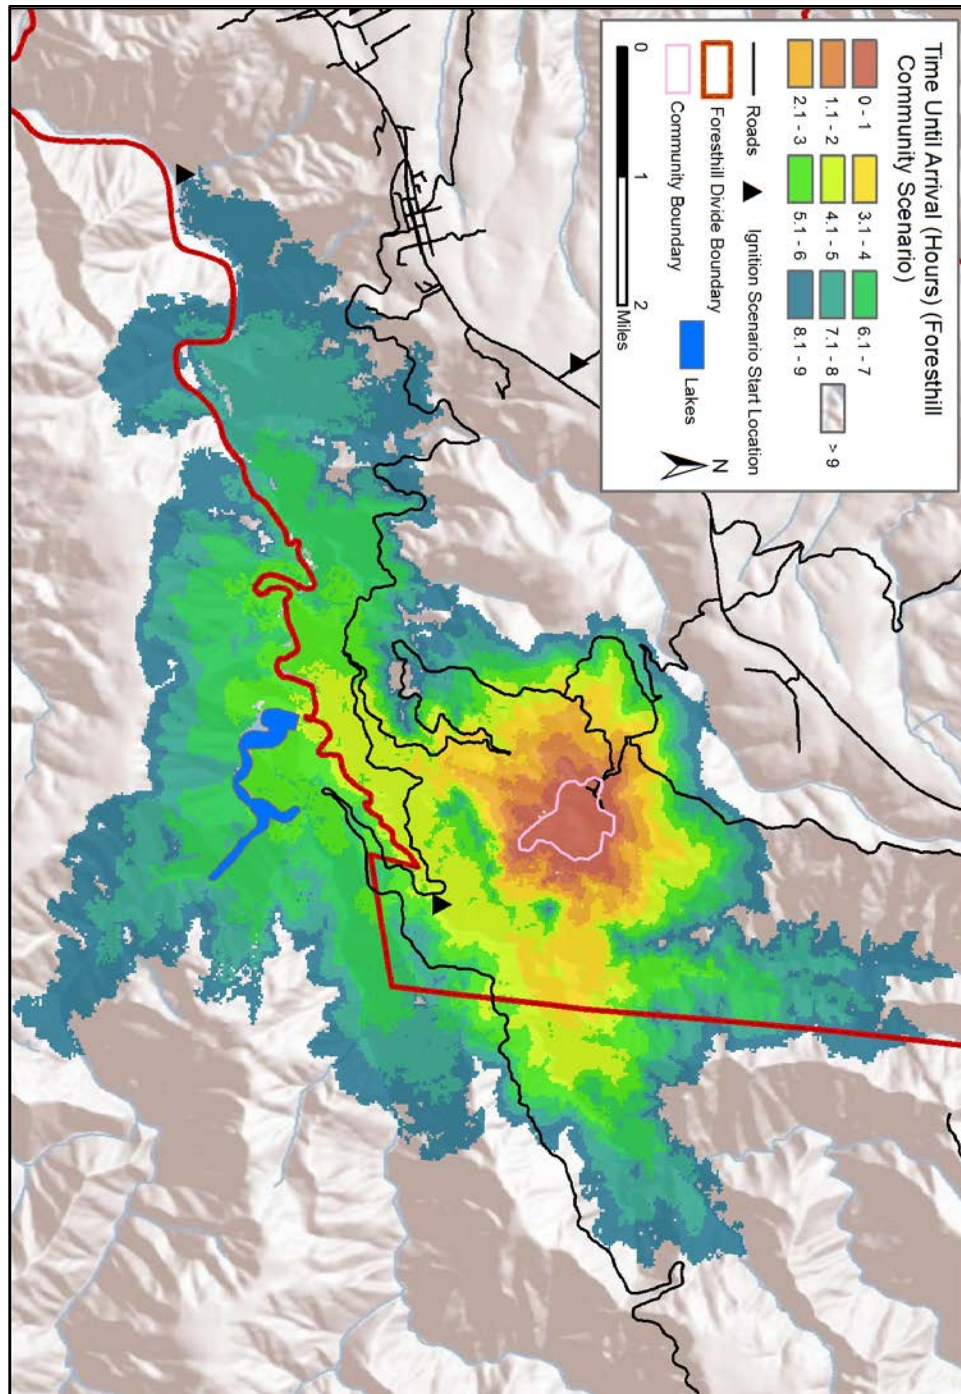 Time Until Arrival (Hours) (Foresthill
Community Scenario)
0 - 1
3.1 - 4
6.1 - 7
1.1 - 2
4.1 - 5
7.1 - 8
> 9
2.1 - 3
5.1 - 6
8.1 - 9
Roads
Ignition Scenario Start Location
Foresthill Divide Boundary
Community Boundary
Lakes
N
0
1
2
Miles